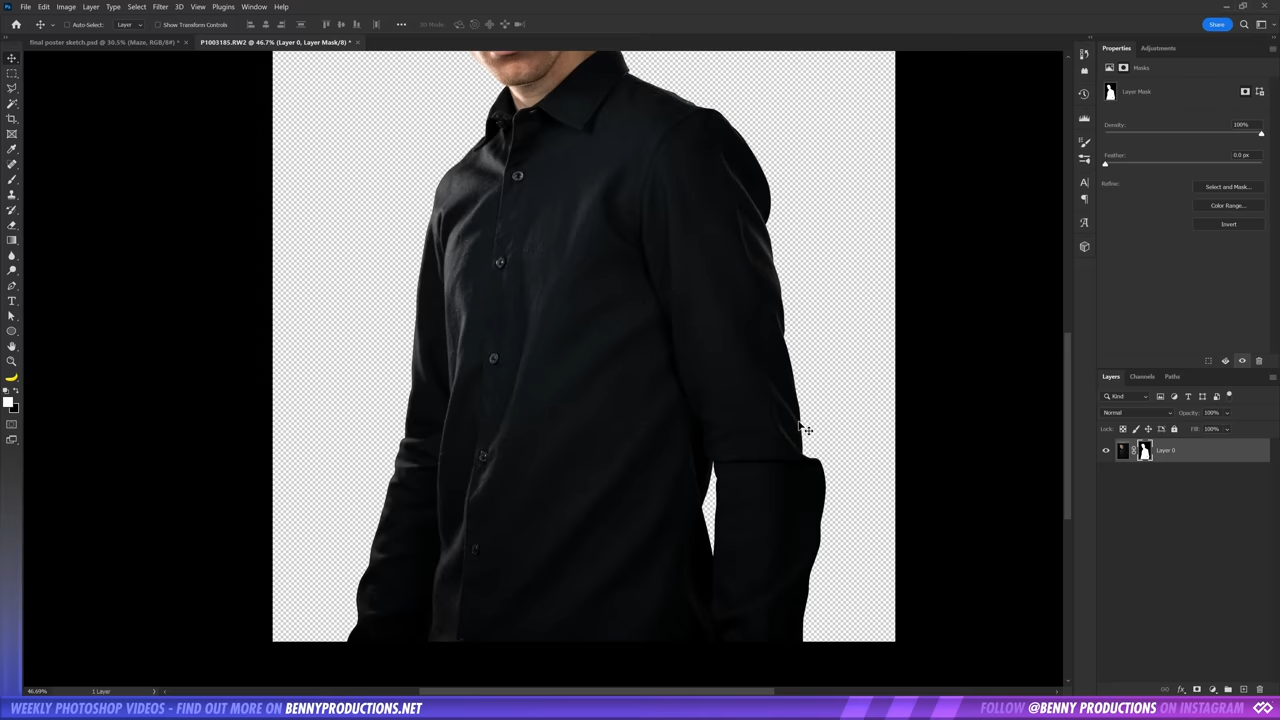 File Edit Image Layer Type Select Filter 3D View Plugins Window Help
Auto-Select: Layer Show Transform Controls 3D Mode: Share
final poster sketch.psd @ 30.5% (Maze, RGB/8#) * × P1003185.RW2 @ 46.7% (Layer 0, Layer Mask/8) * ×
Properties Adjustments
Masks
Layer Mask
Density: 100%
Feather: 0.0 px
Refine: Select and Mask...
Color Range...
Invert
Layers Channels Paths
Kind
Normal Opacity: 100%
Lock: Fill: 100%
Layer 0
46.69% 1 Layer
WEEKLY PHOTOSHOP VIDEOS - FIND OUT MORE ON BENNYPRODUCTIONS.NET FOLLOW @BENNY PRODUCTIONS ON INSTAGRAM